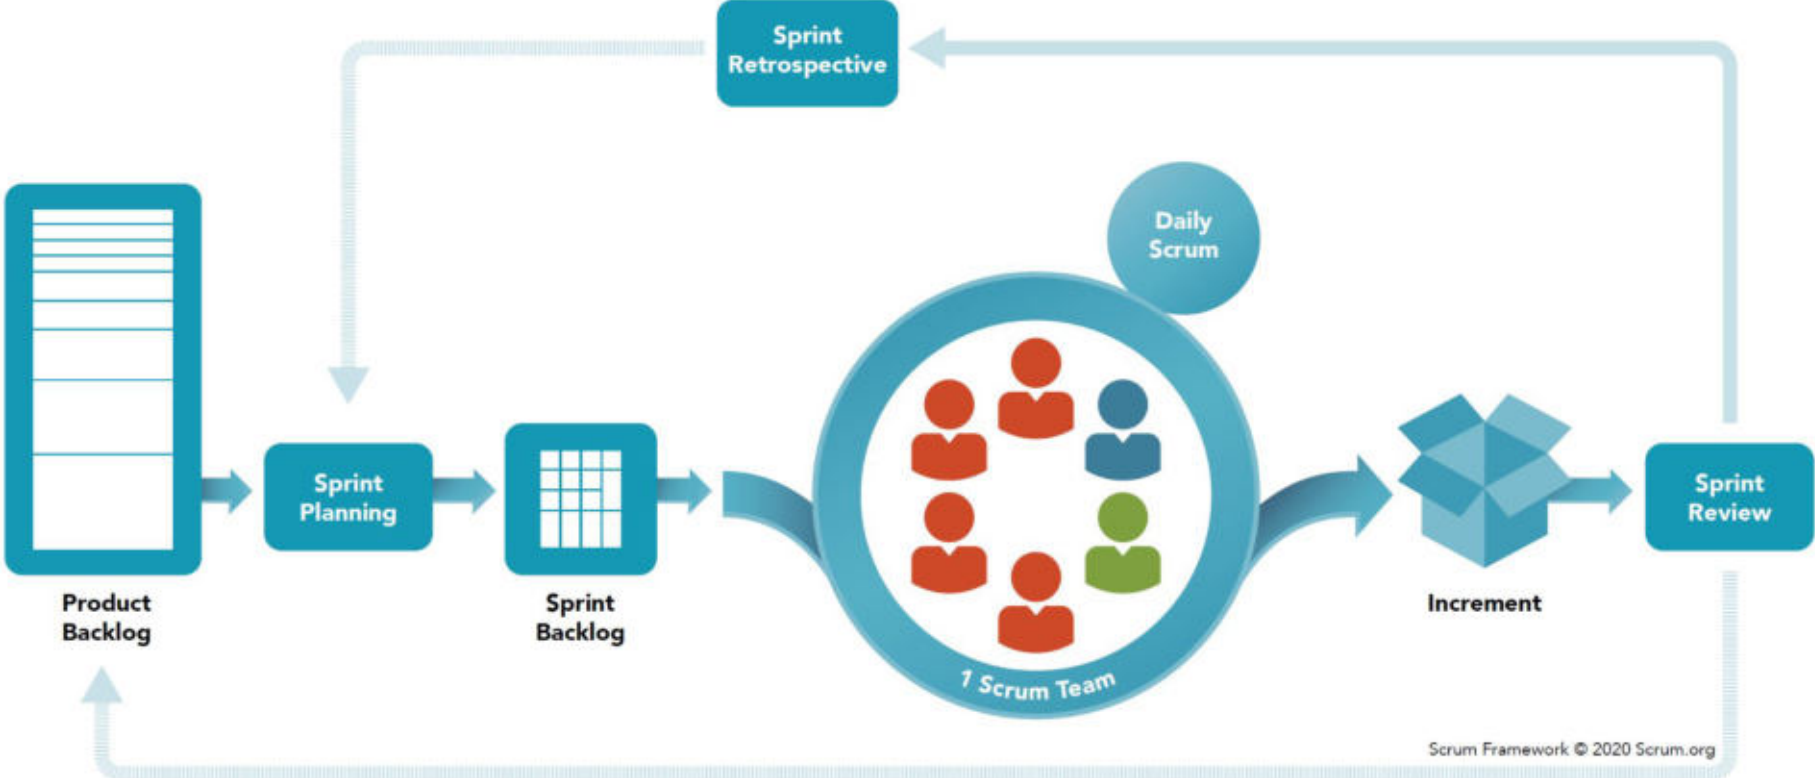 Sprint
Retrospective
Daily
Scrum
Sprint
Planning
Sprint
Review
Product
Backlog
Sprint
Backlog
Increment
1 Scrum Team
Scrum Framework © 2020 Scrum.org